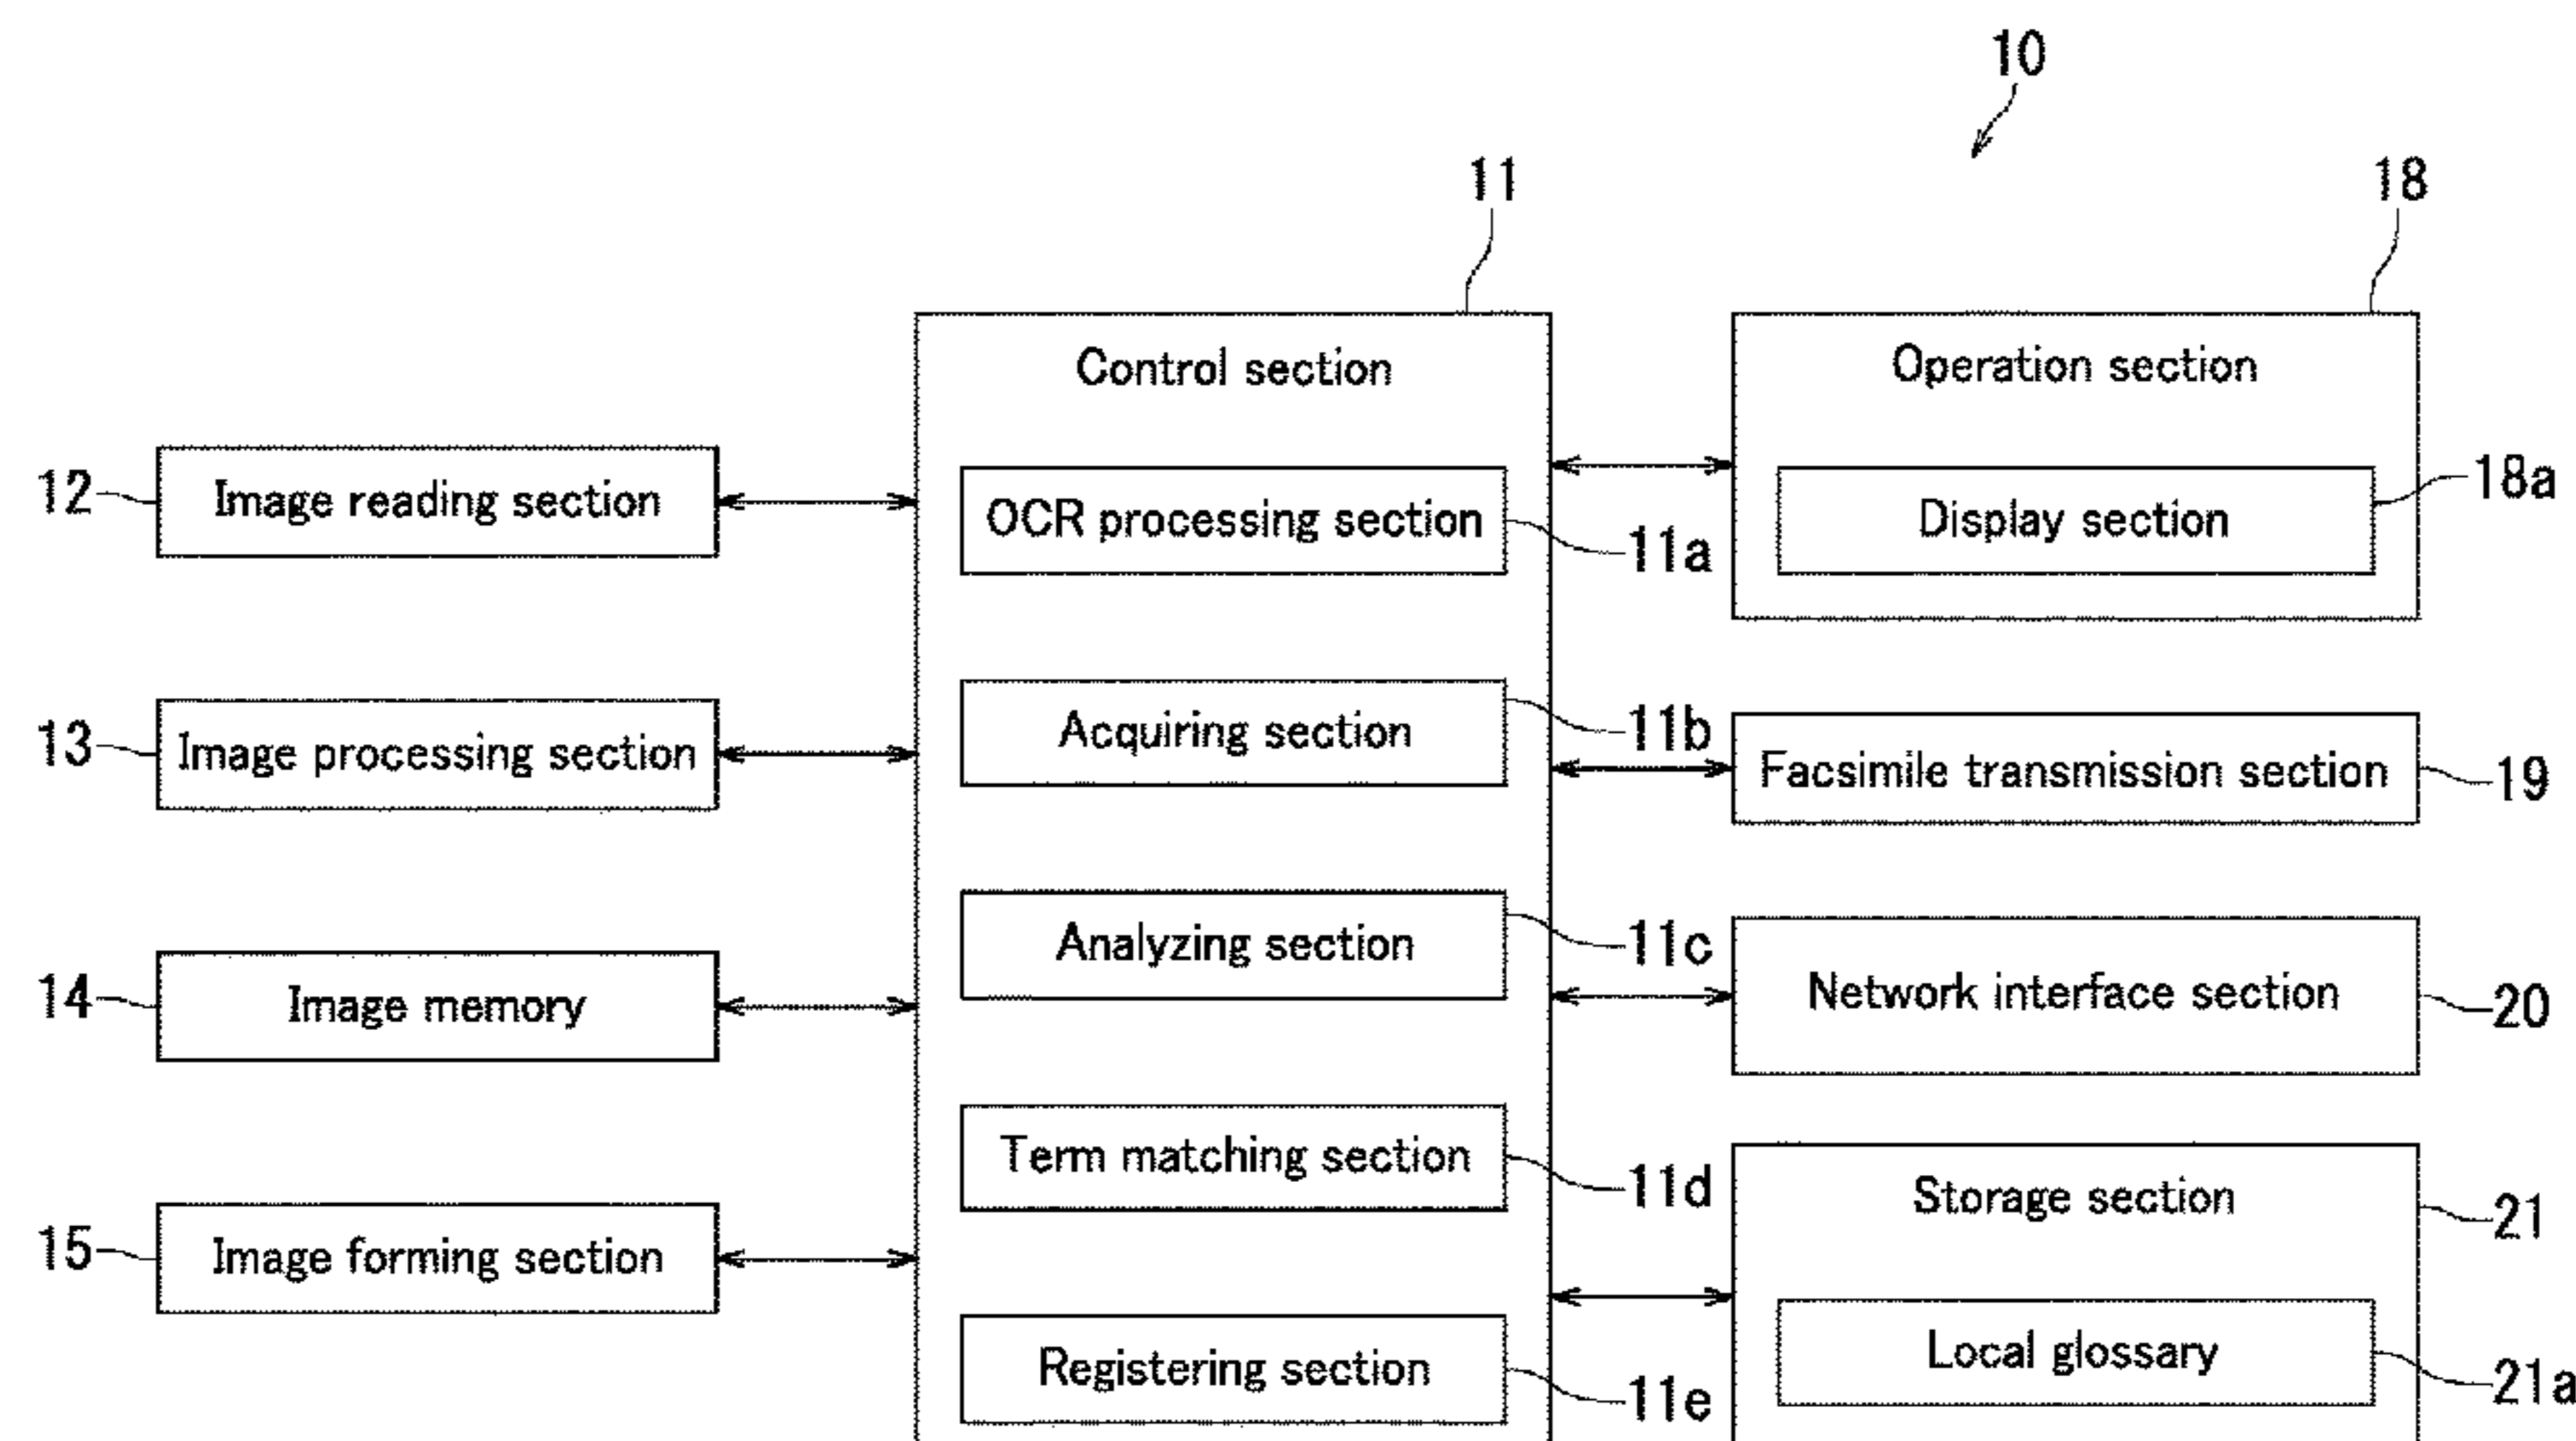 10
11
18
Control section
Operation section
12
Image reading section
OCR processing section
11a
Display section
18a
13
Image processing section
Acquiring section
11b
Facsimile transmission section
19
14
Image memory
Analyzing section
11c
Network interface section
20
Term matching section
11d
Storage section
21
15
Image forming section
Registering section
11e
Local glossary
21a